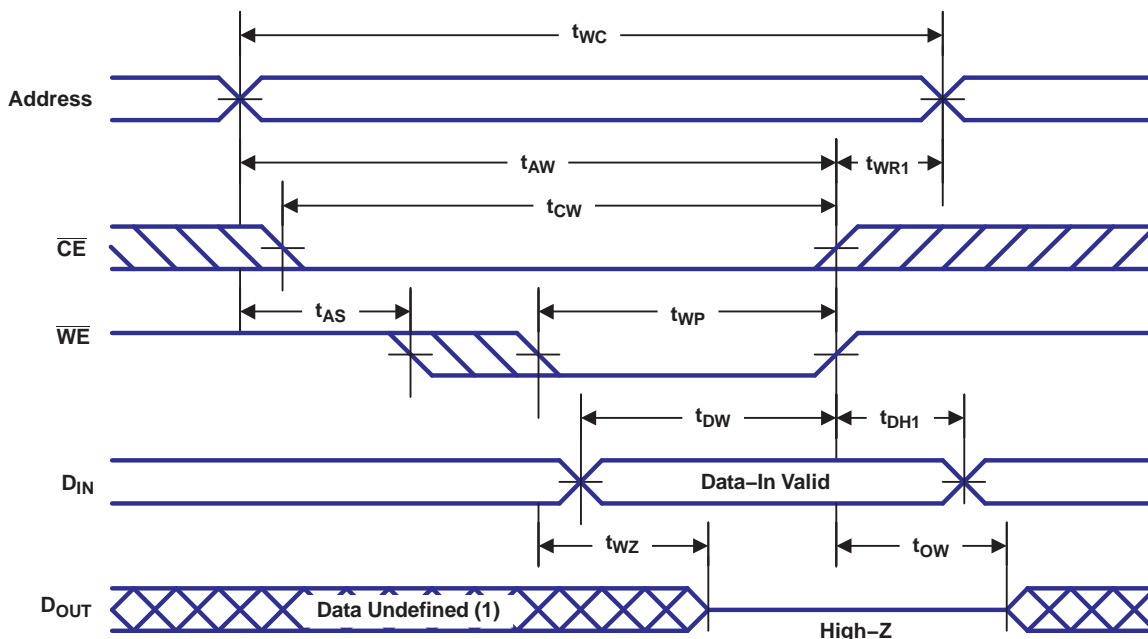 tWC
Address
tAW
tWR1
tCW
CE
tAS
tWP
WE
tDW
tDH1
DIN
Data–In Valid
tWZ
tOW
DOUT
Data Undefined (1)
High–Z